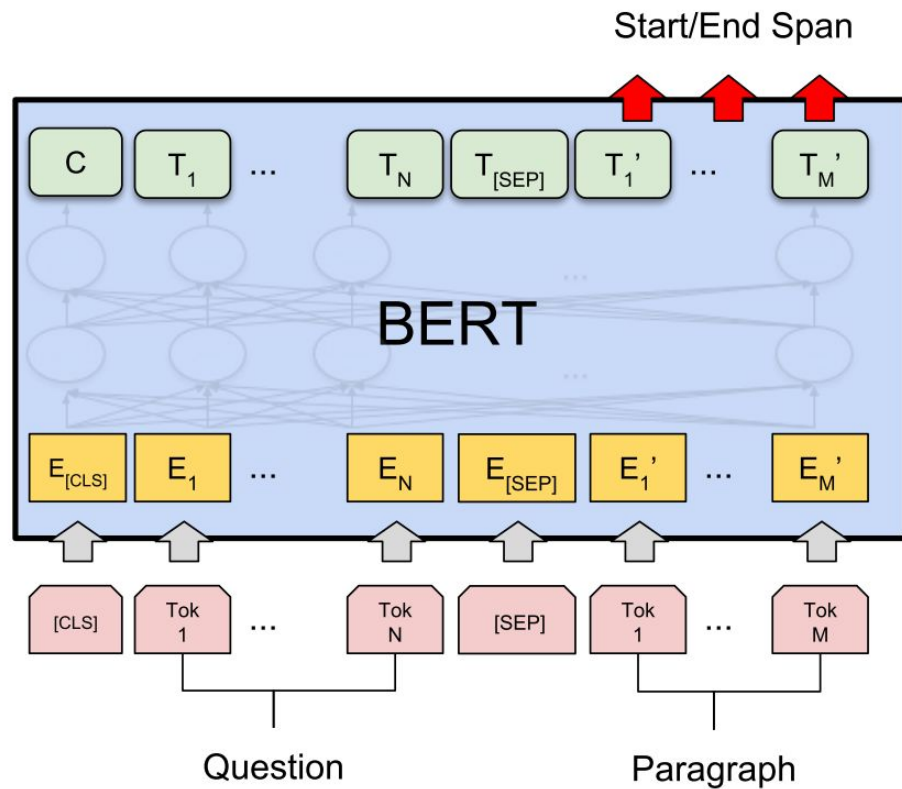 Start/End Span
C T1 ... TN T[SEP] T1’ ... TM’
...
BERT
...
E[CLS] E1 ... EN E[SEP] E1’ ... EM’
[CLS] Tok 1 ... Tok N [SEP] Tok 1 ... Tok M
Question Paragraph